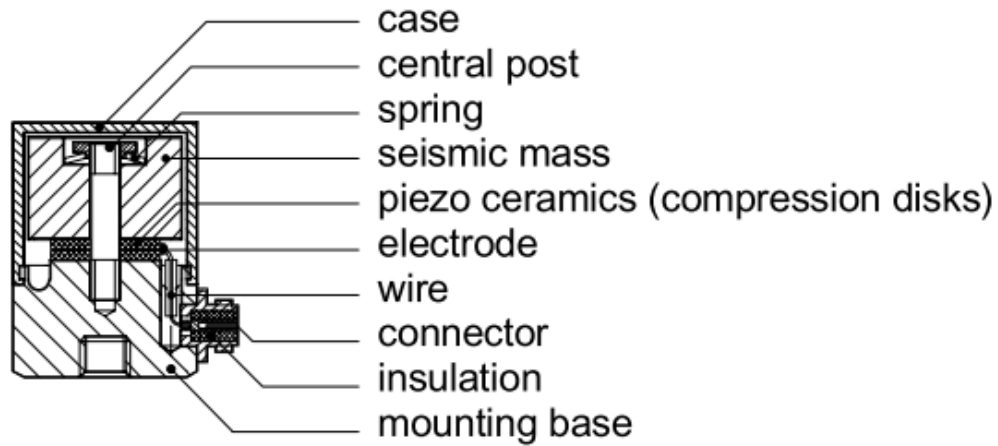 case
central post
spring
seismic mass
piezo ceramics (compression disks)
electrode
wire
connector
insulation
mounting base